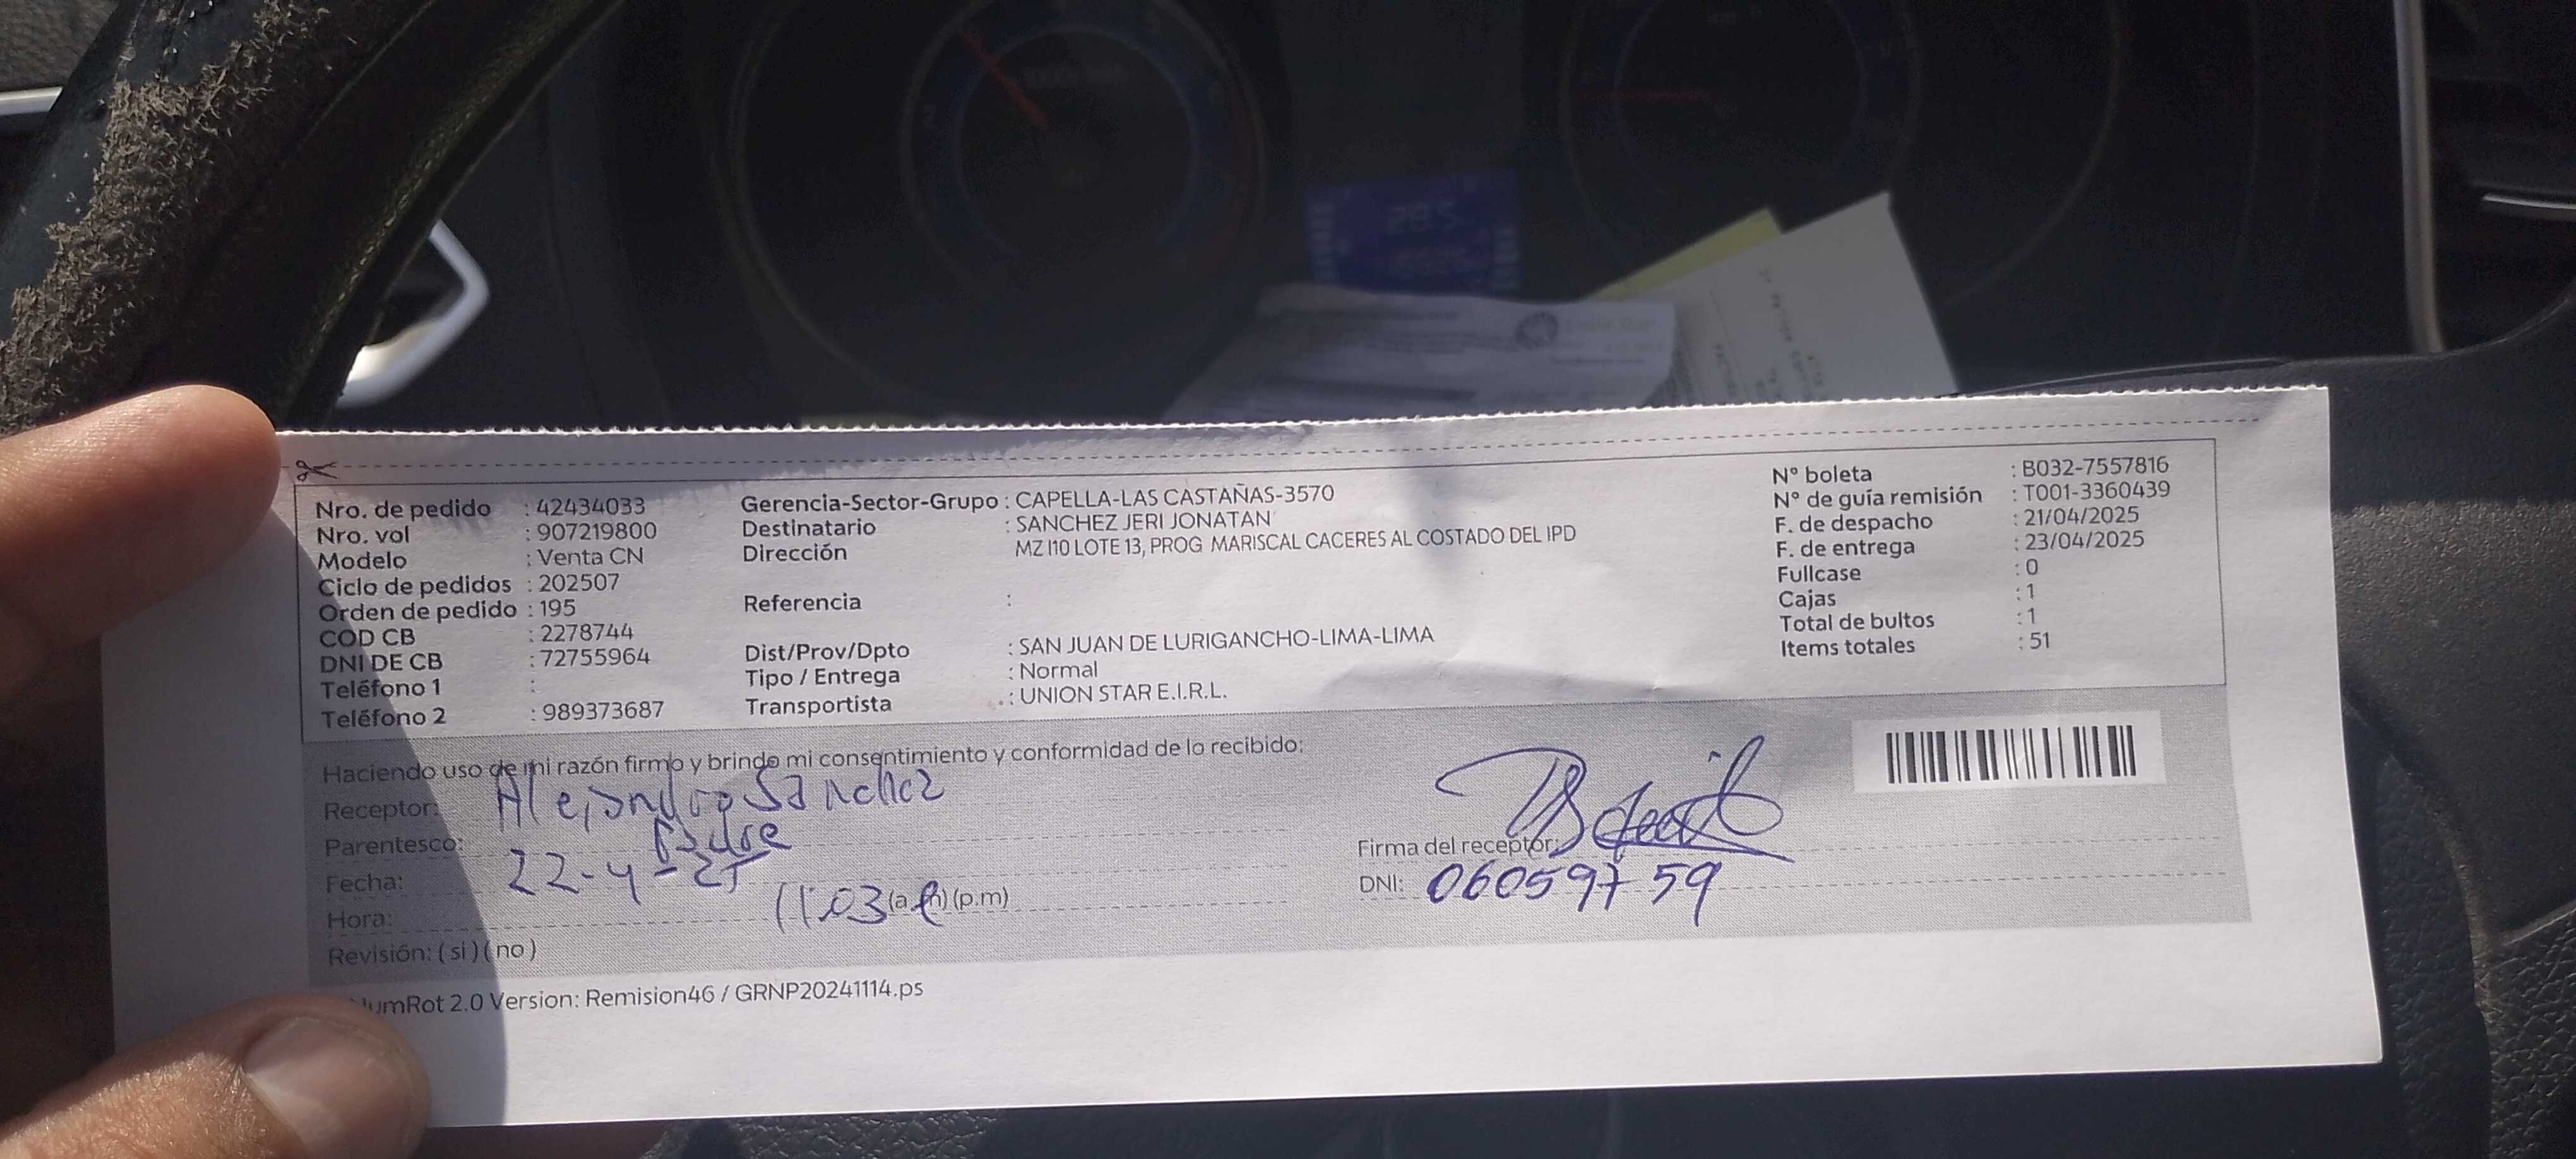 Nro. de pedido : 42434033
Nro. vol : 907219800
Modelo : Venta CN
Ciclo de pedidos : 202507
Orden de pedido : 195
COD CB : 2278744
DNI DE CB : 72755964
Teléfono 1 :
Teléfono 2 : 989373687
Gerencia-Sector-Grupo : CAPELLA-LAS CASTAÑAS-3570
Destinatario : SANCHEZ JERI JONATAN
Dirección MZ I10 LOTE 13, PROG MARISCAL CACERES AL COSTADO DEL IPD
Referencia :
Dist/Prov/Dpto : SAN JUAN DE LURIGANCHO-LIMA-LIMA
Tipo / Entrega : Normal
Transportista : UNION STAR E.I.R.L.
N° boleta : B032-7557816
N° de guía remisión : T001-3360439
F. de despacho : 21/04/2025
F. de entrega : 23/04/2025
Fullcase : 0
Cajas : 1
Total de bultos : 1
Items totales : 51
Haciendo uso de mi razón firmo y brindo mi consentimiento y conformidad de lo recibido:
Receptor: Alejandro Sanchez
Parentesco: Padre
Fecha: 22-4-25
Hora: 11:03 (a.m) (p.m)
Revisión: (si) (no)
Firma del receptor:
DNI: 06059759
umRot 2.0 Version: Remision46 / GRNP20241114.ps